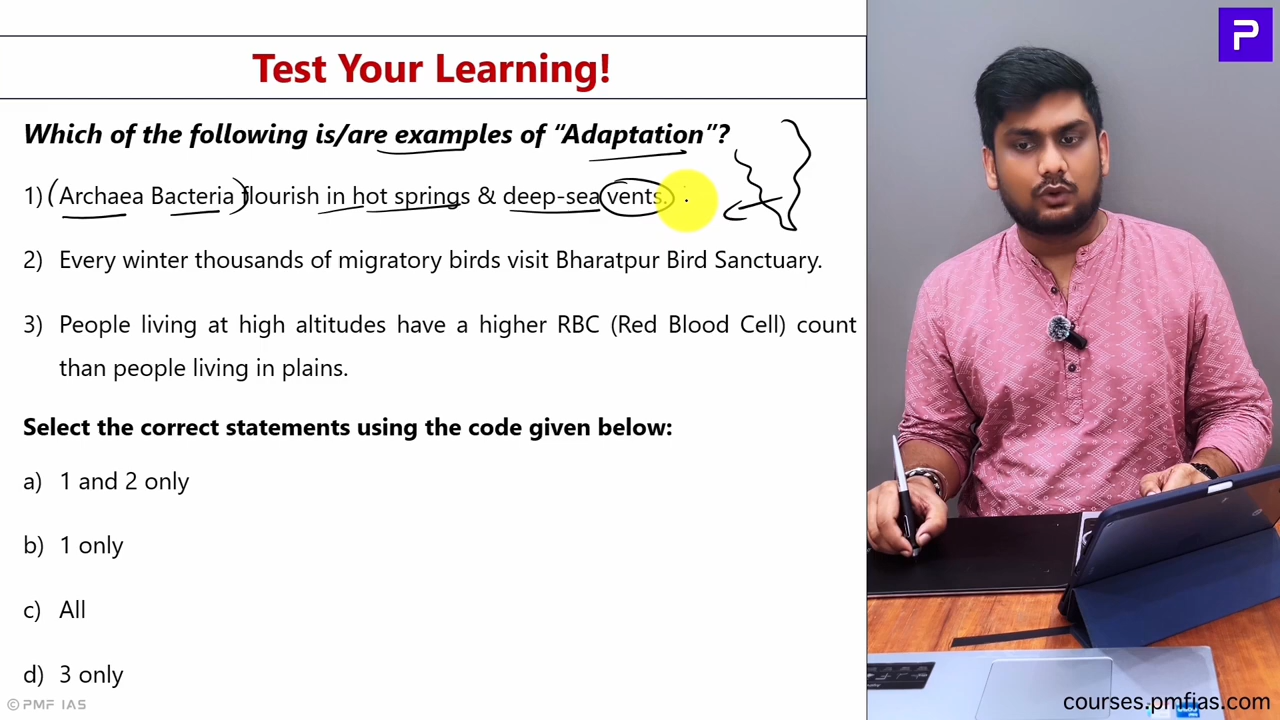 Test Your Learning!
Which of the following is/are examples of “Adaptation”?
1) (Archaea Bacteria) flourish in hot springs & deep-sea vents.
2) Every winter thousands of migratory birds visit Bharatpur Bird Sanctuary.
3) People living at high altitudes have a higher RBC (Red Blood Cell) count
than people living in plains.
Select the correct statements using the code given below:
a) 1 and 2 only
b) 1 only
c) All
d) 3 only
© PMF IAS
P
courses.pmfias.com